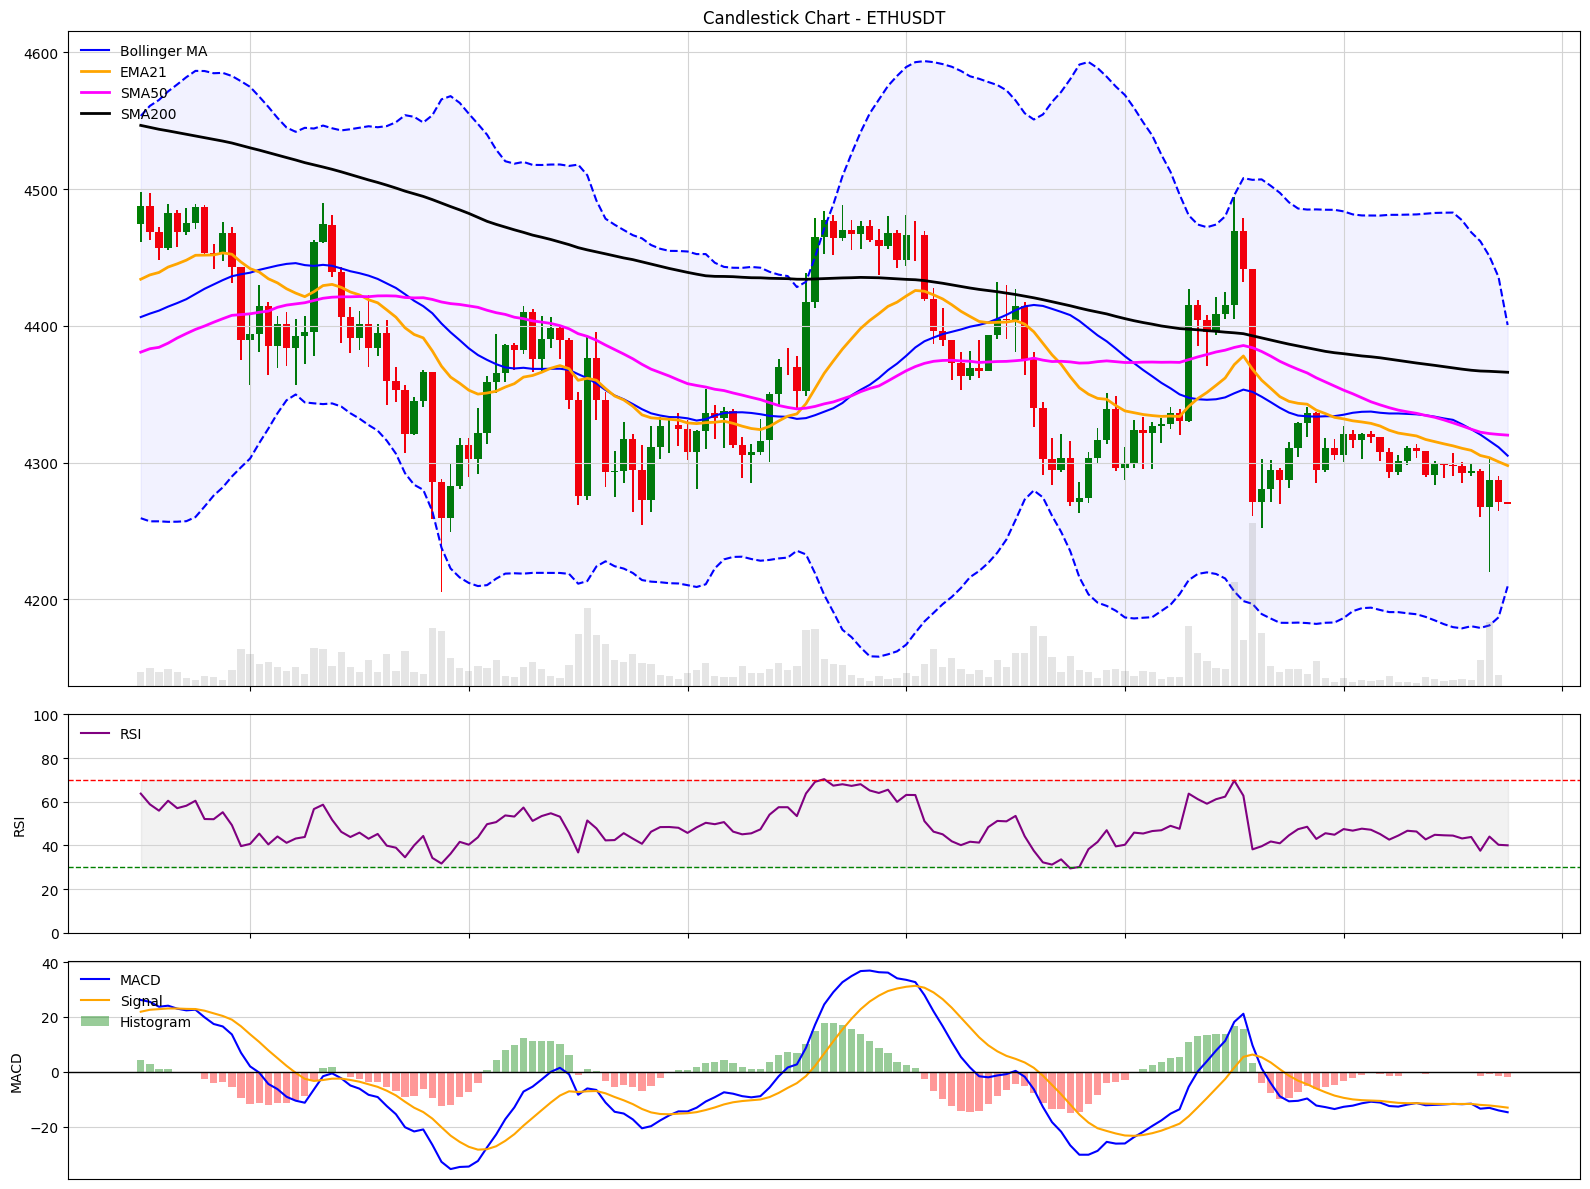 Candlestick Chart - ETHUSDT
4600
4500
4400
4300
4200
Bollinger MA
EMA21
SMA50
SMA200
100
80
60
40
20
0
RSI
RSI
40
20
0
−20
MACD
MACD
Signal
Histogram